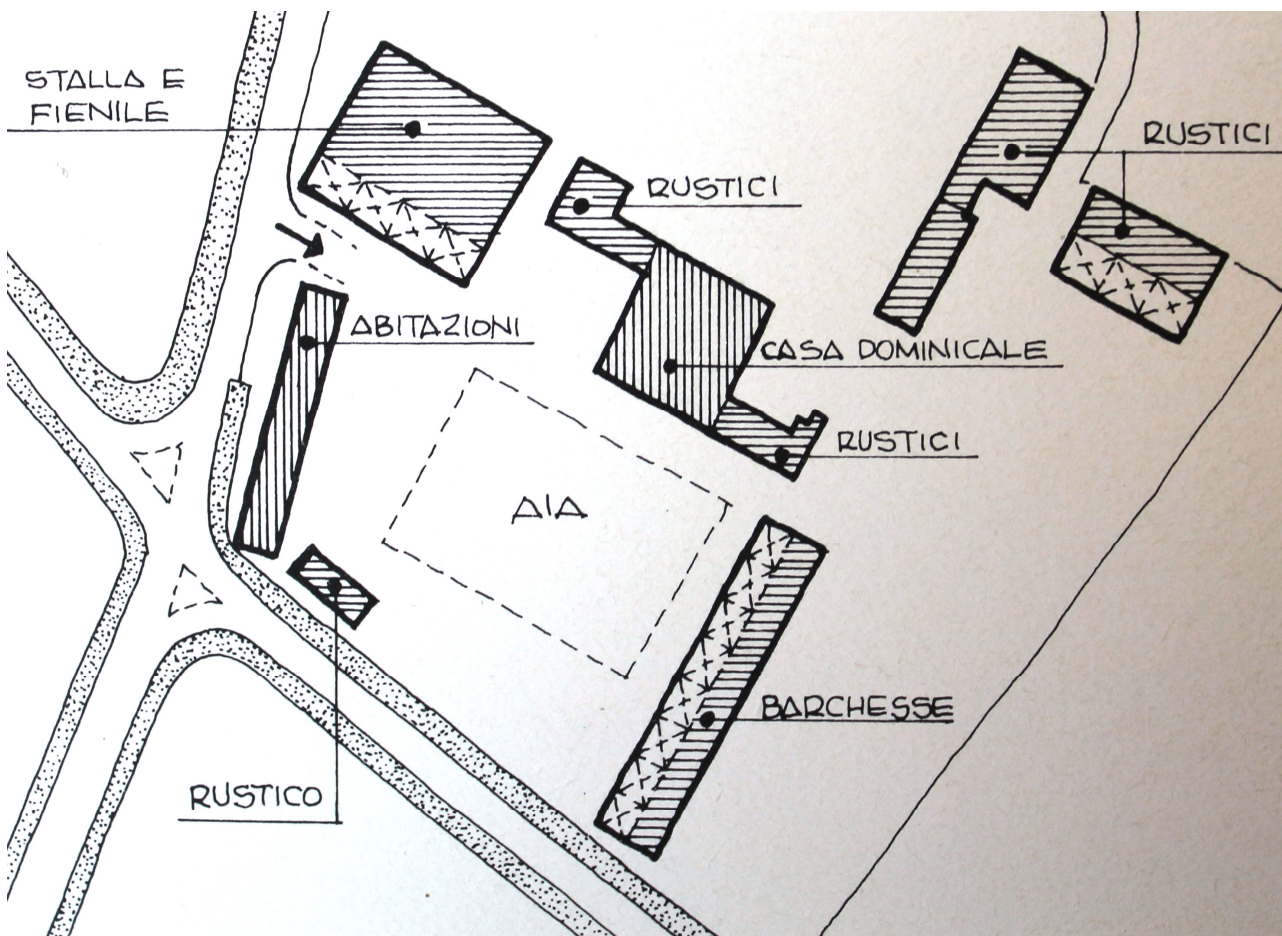 STALLA E
FIENILE
RUSTICI
RUSTICI
ABITAZIONI
CASA DOMINICALE
RUSTICI
AIA
BARCHESSE
RUSTICO